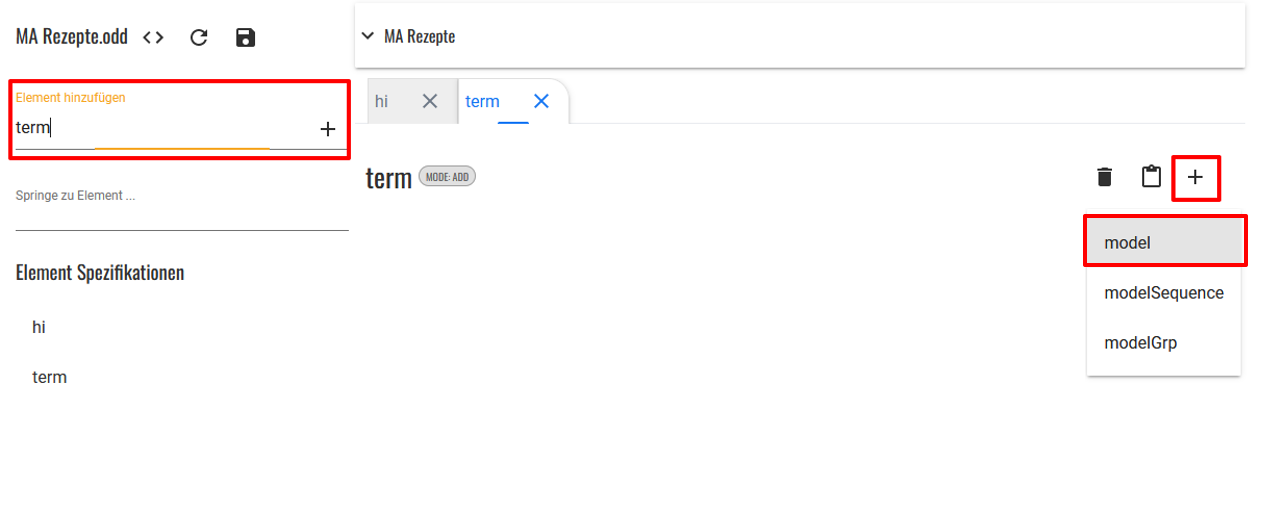 MA Rezepte.odd
MA Rezepte
Element hinzufügen
term
hi
term
Springe zu Element ...
term MODE: ADD
model
modelSequence
modelGrp
Element Spezifikationen
hi
term